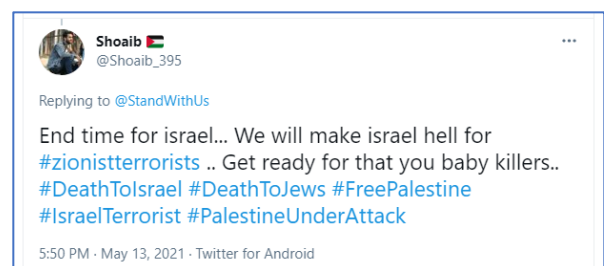 Shoaib 🇵🇸
@Shoaib_395
Replying to @StandWithUs
End time for israel... We will make israel hell for
#zionistterrorists .. Get ready for that you baby killers..
#DeathToIsrael #DeathToJews #FreePalestine
#IsraelTerrorist #PalestineUnderAttack
5:50 PM · May 13, 2021 · Twitter for Android